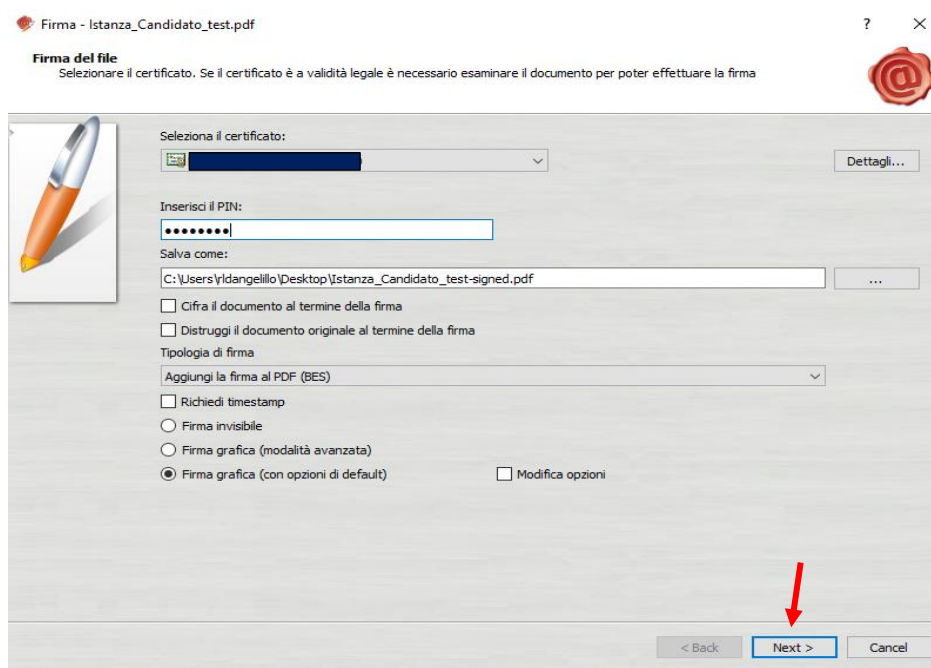 Firma - Istanza_Candidato_test.pdf
? ×
Firma del file
Selezionare il certificato. Se il certificato è a validità legale è necessario esaminare il documento per poter effettuare la firma
Seleziona il certificato:
Dettagli...
Inserisci il PIN:
••••••••
Salva come:
C:\Users\rldangelillo\Desktop\Istanza_Candidato_test-signed.pdf
...
Cifra il documento al termine della firma
Distruggi il documento originale al termine della firma
Tipologia di firma
Aggiungi la firma al PDF (BES)
Richiedi timestamp
Firma invisibile
Firma grafica (modalità avanzata)
Firma grafica (con opzioni di default) Modifica opzioni
< Back Next > Cancel